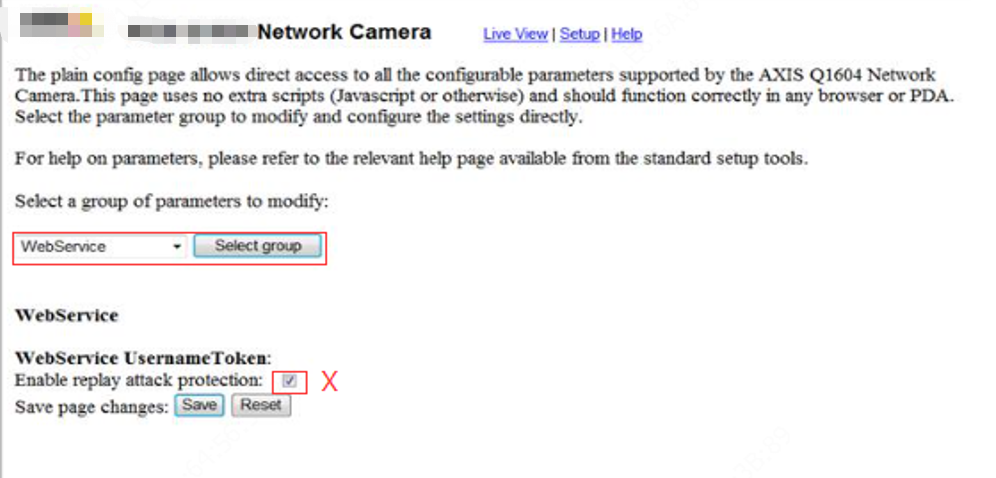 Network Camera Live View | Setup | Help
The plain config page allows direct access to all the configurable parameters supported by the AXIS Q1604 Network
Camera.This page uses no extra scripts (Javascript or otherwise) and should function correctly in any browser or PDA.
Select the parameter group to modify and configure the settings directly.
For help on parameters, please refer to the relevant help page available from the standard setup tools.
Select a group of parameters to modify:
WebService Select group
WebService
WebService UsernameToken:
Enable replay attack protection: X
Save page changes: Save Reset